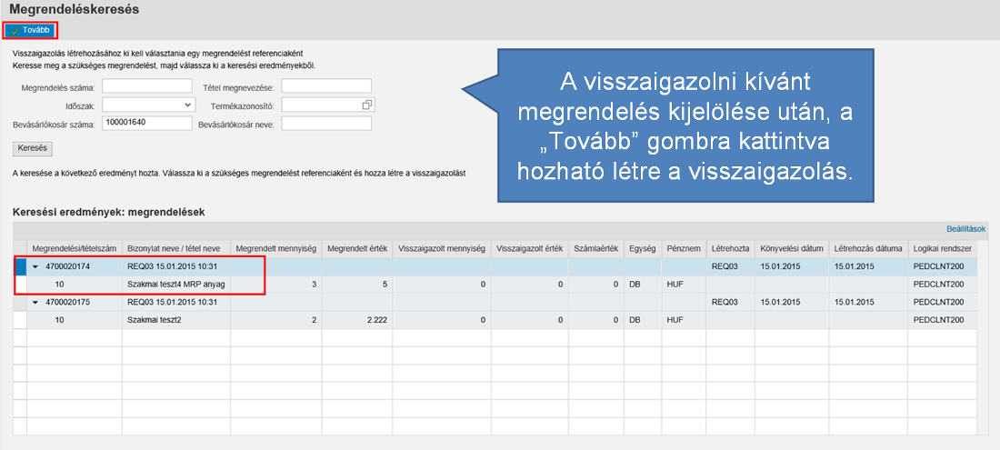 Megrendeléskeresés
Tovább
Visszaigazolás létrehozásához ki kell választania egy megrendelést referenciaként
Keresse meg a szükséges megrendelést, majd válassza ki a keresési eredményekből.
Megrendelés száma: Tétel megnevezése:
Időszak: Termékazonosító:
Bevásárlókosár száma: 100001640 Bevásárlókosár neve:
Keresés
A keresése a következő eredményt hozta. Válassza ki a szükséges megrendelést referenciaként és hozza létre a visszaigazolást
A visszaigazolni kívánt
megrendelés kijelölése után, a
„Tovább” gombra kattintva
hozható létre a visszaigazolás.
Keresési eredmények: megrendelések
Beállítások
Megrendelési/tételszám Bizonylat neve / tétel neve Megrendelt mennyiség Megrendelt érték Visszaigazolt mennyiség Visszaigazolt érték Számlaérték Egység Pénznem Létrehozta Könyvelési dátum Létrehozás dátuma Logikai rendszer
4700020174 REQ03 15.01.2015 10:31 REQ03 15.01.2015 15.01.2015 PEDCLNT200
10 Szakmai teszt4 MRP anyag 3 5 0 0 0 DB HUF PEDCLNT200
4700020175 REQ03 15.01.2015 10:31 REQ03 15.01.2015 15.01.2015 PEDCLNT200
10 Szakmai teszt2 2 2.222 0 0 0 DB HUF PEDCLNT200